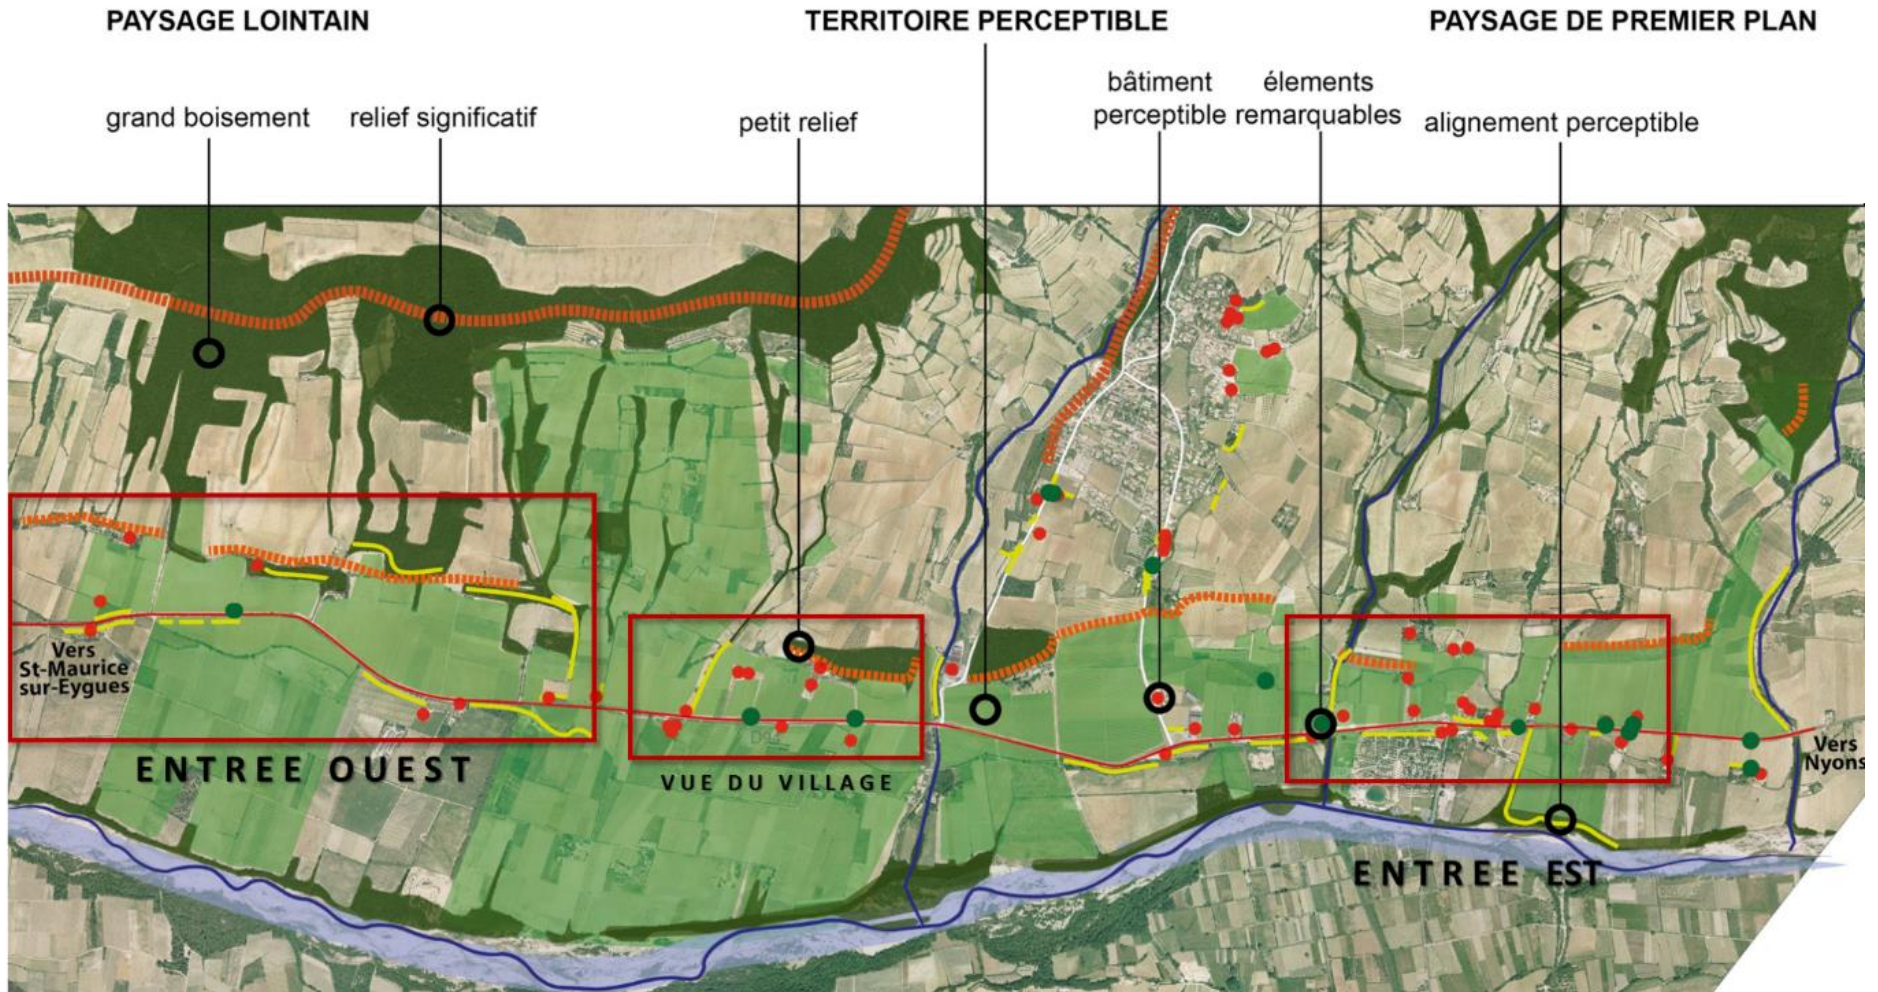 PAYSAGE LOINTAIN
TERRITOIRE PERCEPTIBLE
PAYSAGE DE PREMIER PLAN
grand boisement
relief significatif
petit relief
bâtiment
perceptible
élements
remarquables
alignement perceptible
Vers
St-Maurice
sur-Eygues
ENTREE OUEST
VUE DU VILLAGE
Vers
Nyons
ENTREE EST